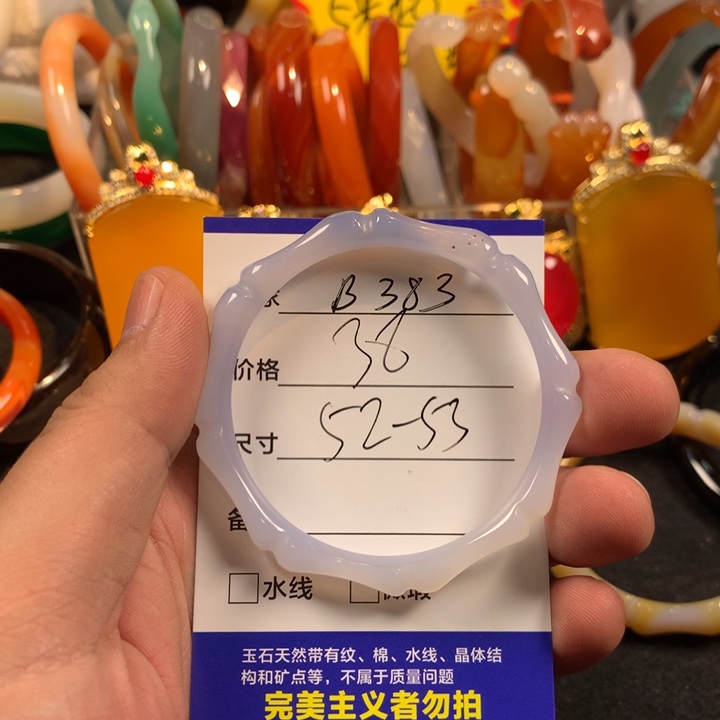 B383
价格 38
尺寸 52-53
备
水线
玉石天然带有纹、棉、水线、晶体结
构和矿点等，不属于质量问题
完美主义者勿拍